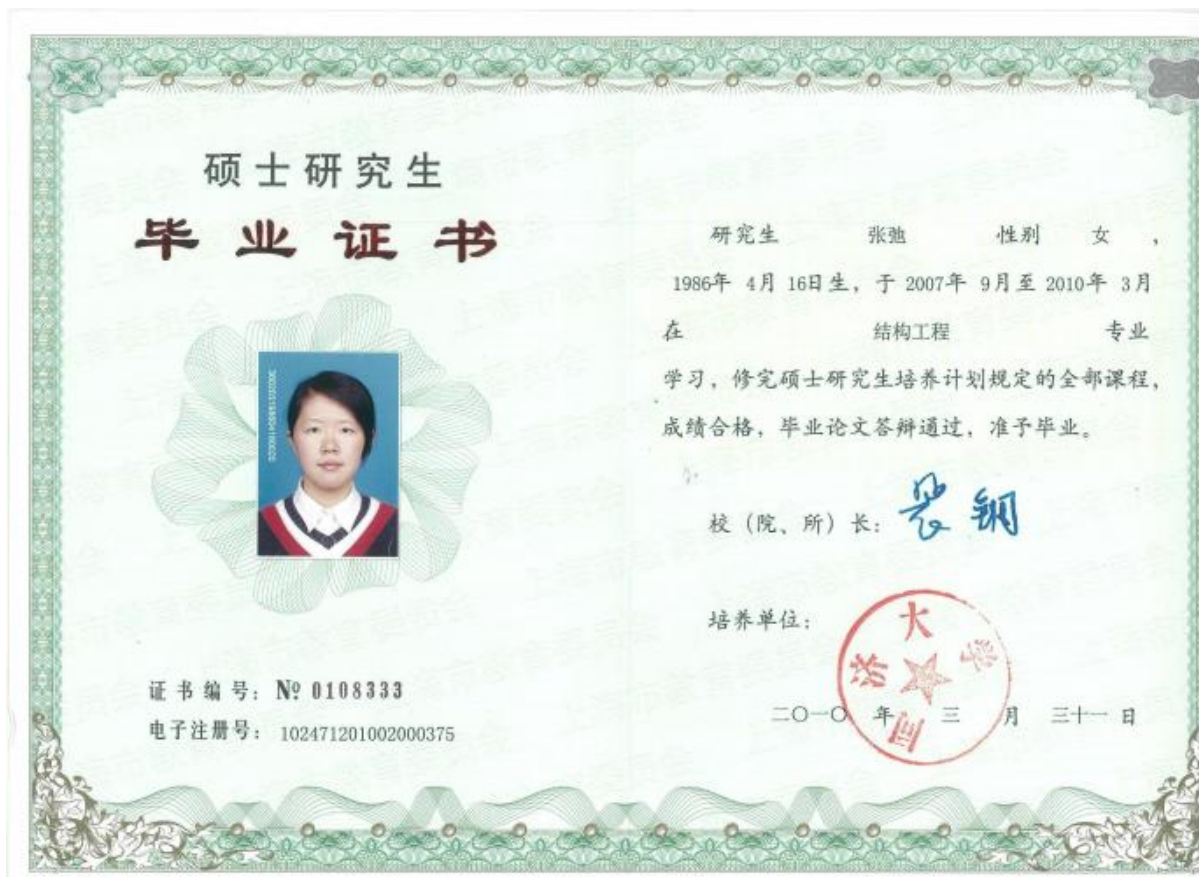 硕士研究生
毕业证书
证书编号：№ 0108333
电子注册号：102471201002000375
研究生 张弛 性别 女，
1986年 4月 16日生，于 2007年 9月至 2010年 3月
在 结构工程 专业
学习，修完硕士研究生培养计划规定的全部课程，
成绩合格，毕业论文答辩通过，准予毕业。
校（院、所）长：裴钢
培养单位：
同济大学
二〇一〇 年 三 月 三十一 日